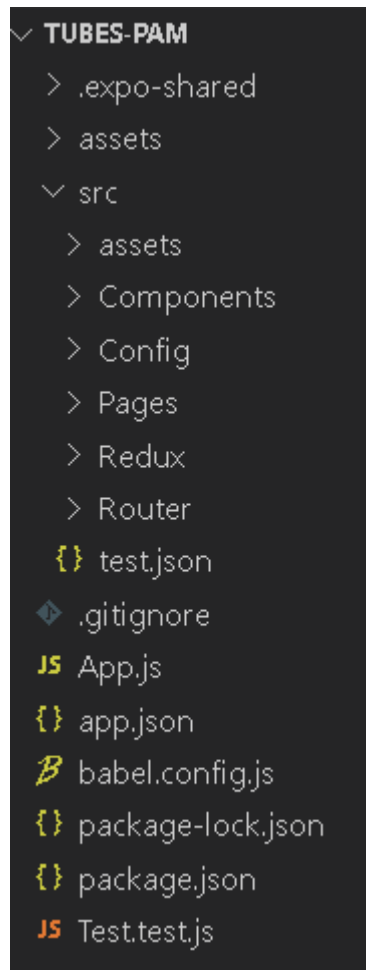 TUBES-PAM
.expo-shared
assets
src
assets
Components
Config
Pages
Redux
Router
{} test.json
.gitignore
JS App.js
{} app.json
B babel.config.js
{} package-lock.json
{} package.json
JS Test.test.js